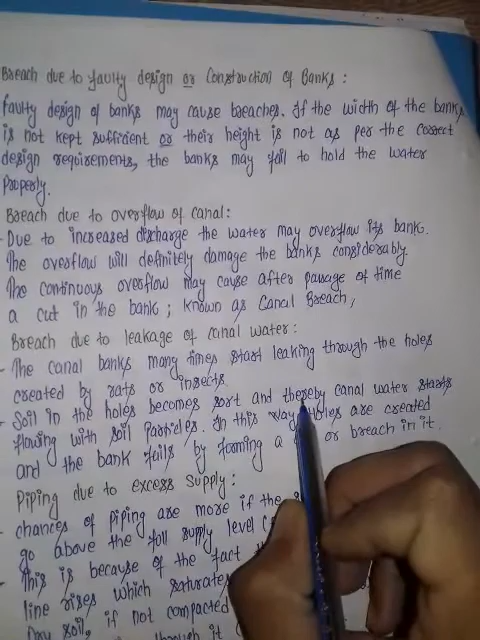 Breach due to faulty design or Construction of Banks :
Faulty design of banks may cause breaches. If the width of the banks
is not kept sufficient or their height is not as per the correct
design requirements, the banks may fail to hold the water
Properly.
Breach due to overflow of canal:
- Due to increased discharge the water may overflow its bank.
The overflow will definitely damage the banks considerably.
The continuous overflow may cause after passage of time
a cut in the bank; known as Canal Breach,
Breach due to leakage of canal water:
- The canal banks many times start leaking through the holes
created by rats or insects.
- Soil in the holes becomes sort and thereby canal water starts
flowing with soil particles. In this way holes are created
and the bank fails by forming a or breach in it.
Piping due to excess supply:
- chances of Piping are more if the
go above the full supply level
- This is because of the fact
line rises which saturates
soil, if not compacted
through it